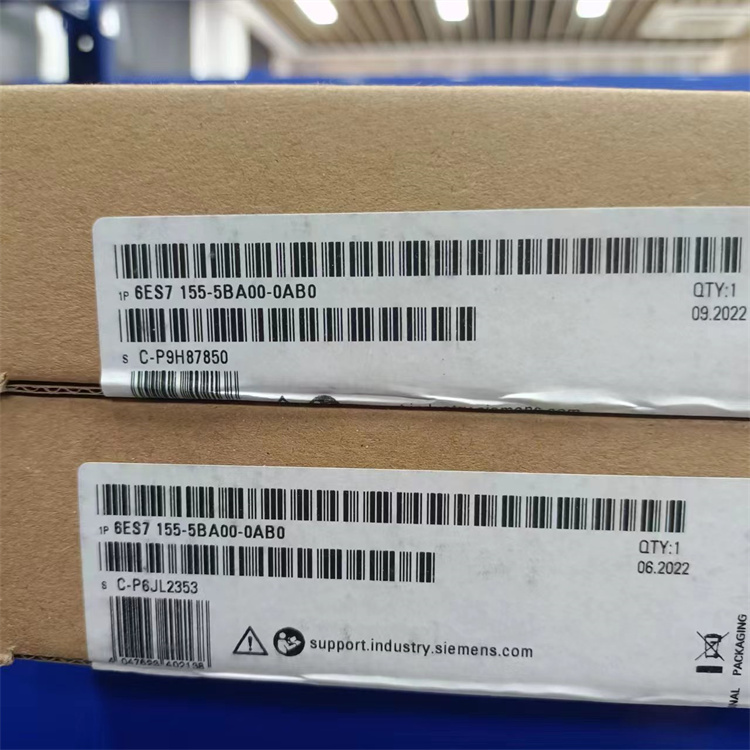 1P 6ES7 155-5BA00-0AB0
QTY:1
09.2022
S C-P9H87850
1P 6ES7 155-5BA00-0AB0
QTY:1
06.2022
S C-P6JL2353
support.industry.siemens.com
PACKAGING